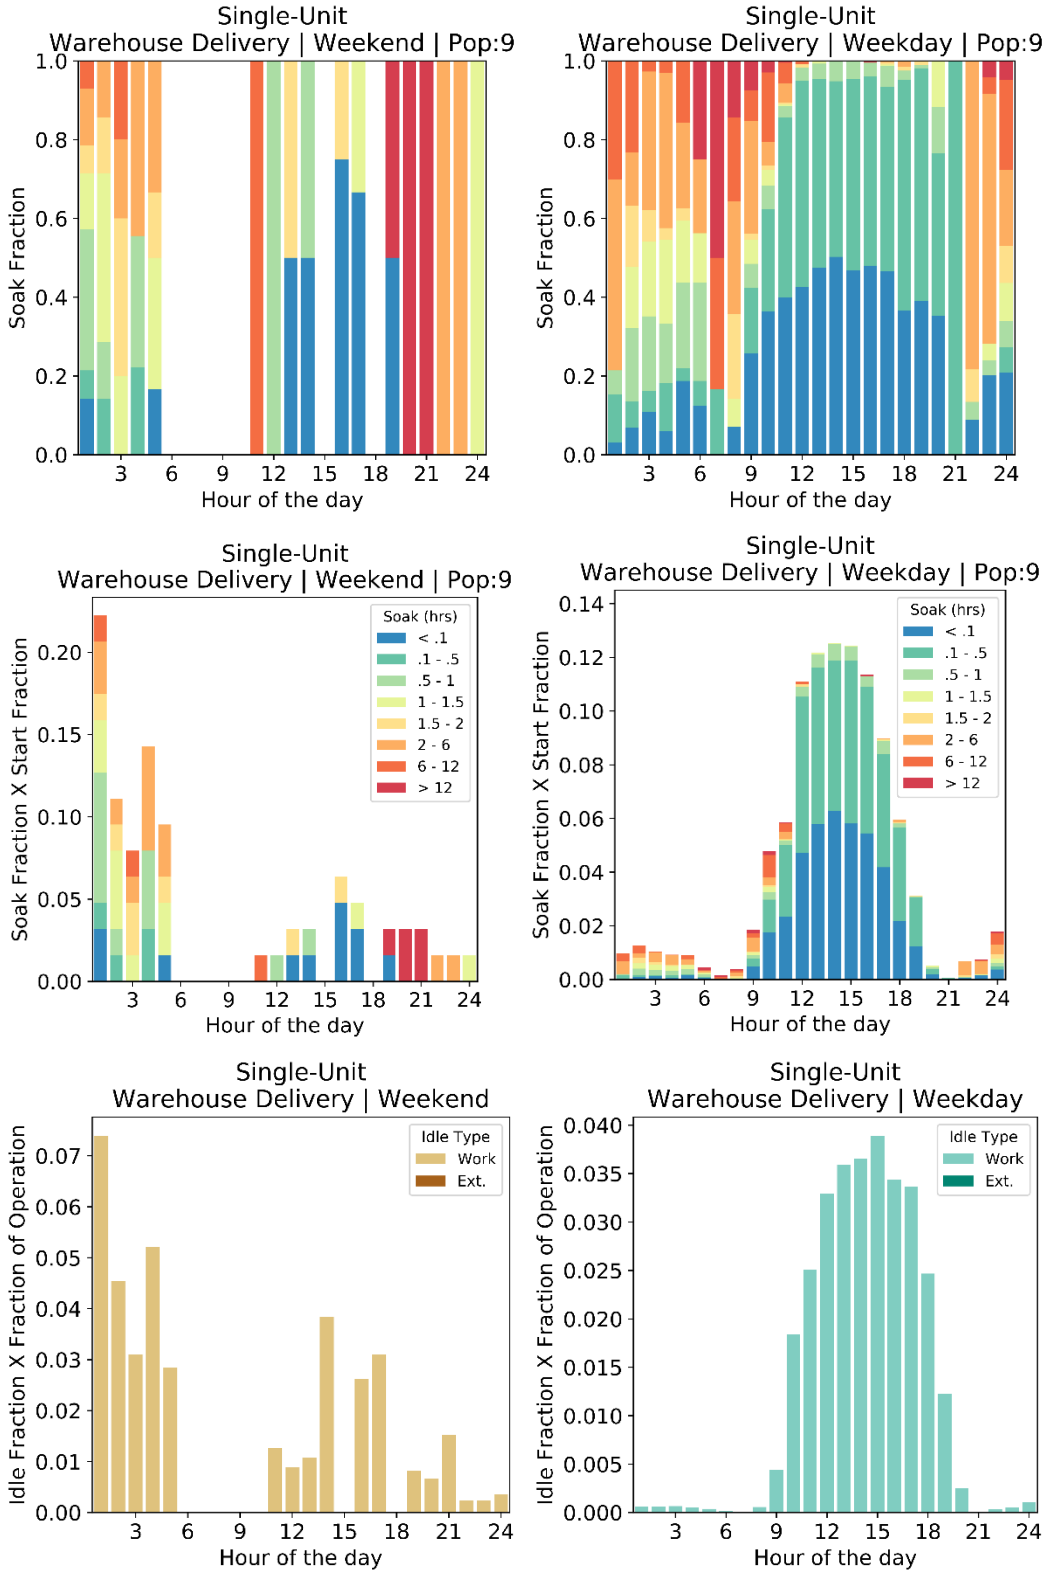 Single-Unit
Warehouse Delivery | Weekend | Pop:9
1.0
0.8
0.6
0.4
0.2
0.0
Soak Fraction
3 6 9 12 15 18 21 24
Hour of the day
Single-Unit
Warehouse Delivery | Weekday | Pop:9
1.0
0.8
0.6
0.4
0.2
0.0
Soak Fraction
3 6 9 12 15 18 21 24
Hour of the day
Single-Unit
Warehouse Delivery | Weekend | Pop:9
Soak (hrs)
< .1
.1 - .5
.5 - 1
1 - 1.5
1.5 - 2
2 - 6
6 - 12
> 12
0.20
0.15
0.10
0.05
0.00
Soak Fraction X Start Fraction
3 6 9 12 15 18 21 24
Hour of the day
Single-Unit
Warehouse Delivery | Weekday | Pop:9
Soak (hrs)
< .1
.1 - .5
.5 - 1
1 - 1.5
1.5 - 2
2 - 6
6 - 12
> 12
0.14
0.12
0.10
0.08
0.06
0.04
0.02
0.00
Soak Fraction X Start Fraction
3 6 9 12 15 18 21 24
Hour of the day
Single-Unit
Warehouse Delivery | Weekend
Idle Type
Work
Ext.
0.07
0.06
0.05
0.04
0.03
0.02
0.01
0.00
Idle Fraction X Fraction of Operation
3 6 9 12 15 18 21 24
Hour of the day
Single-Unit
Warehouse Delivery | Weekday
Idle Type
Work
Ext.
0.040
0.035
0.030
0.025
0.020
0.015
0.010
0.005
0.000
Idle Fraction X Fraction of Operation
3 6 9 12 15 18 21 24
Hour of the day